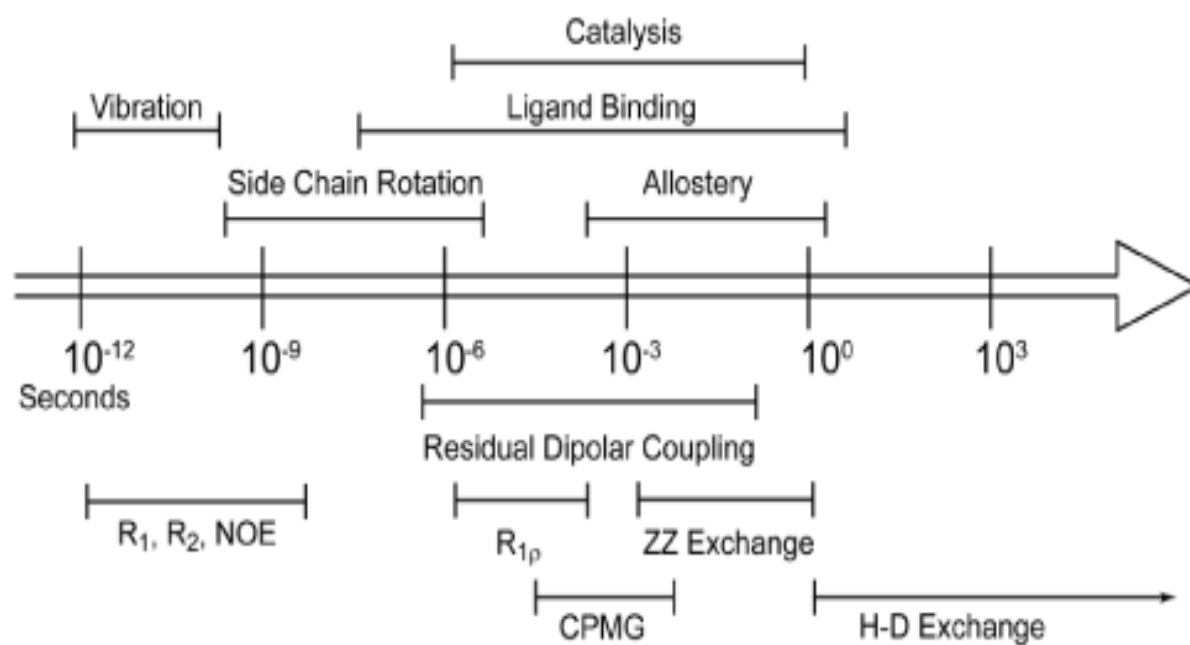 Catalysis
Vibration
Ligand Binding
Side Chain Rotation
Allostery
10⁻¹² 10⁻⁹ 10⁻⁶ 10⁻³ 10⁰ 10³
Seconds
Residual Dipolar Coupling
R₁, R₂, NOE
R₁ᵨ
ZZ Exchange
CPMG
H-D Exchange